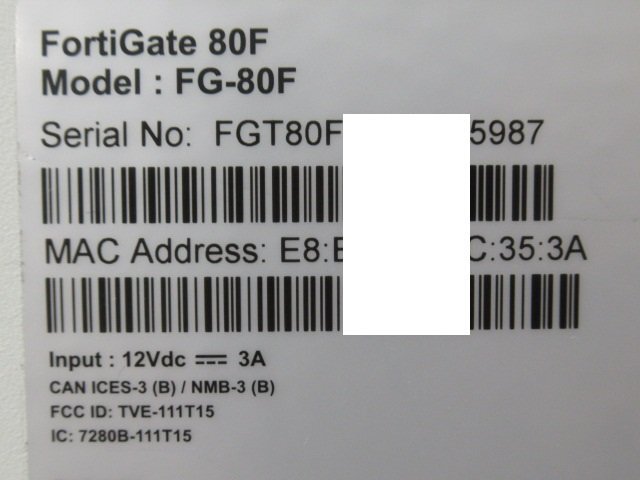 FortiGate 80F
Model : FG-80F
Serial No: FGT80F 5987
MAC Address: E8: C:35:3A
Input : 12Vdc ⎓ 3A
CAN ICES-3 (B) / NMB-3 (B)
FCC ID: TVE-111T15
IC: 7280B-111T15